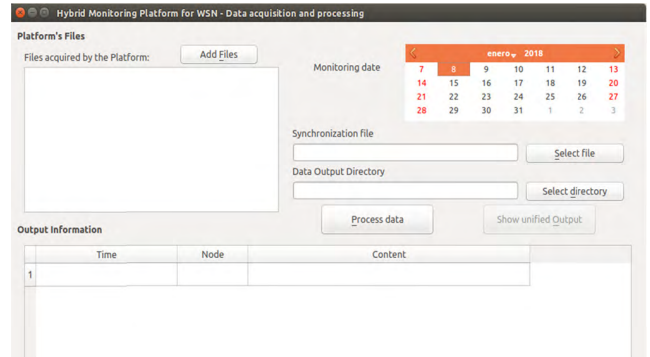 Hybrid Monitoring Platform for WSN - Data acquisition and processing
Platform's Files
Files acquired by the Platform:
Add Files
Monitoring date
enero 2018
7 8 9 10 11 12 13
14 15 16 17 18 19 20
21 22 23 24 25 26 27
28 29 30 31 1 2 3
Synchronization file
Select file
Data Output Directory
Select directory
Process data
Show unified Output
Output Information
Time Node Content
1